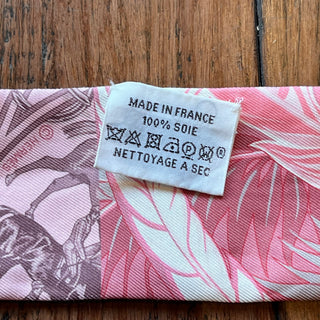 MADE IN FRANCE
100% SOIE
NETTOYAGE A SEC